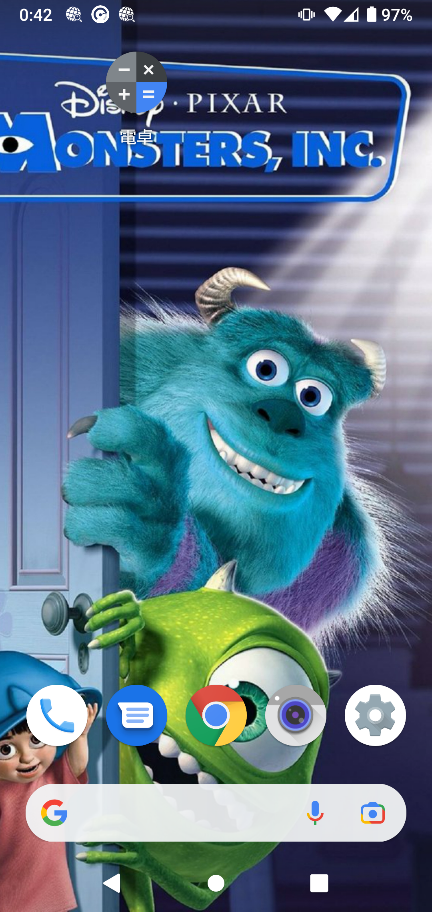 0:42
97%
Disney · PIXAR
MONSTERS, INC.
電卓